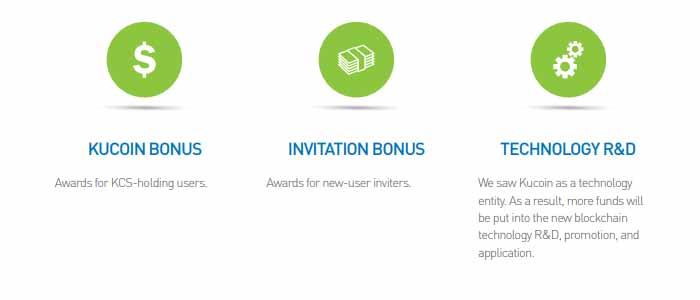 $
KUCOIN BONUS
Awards for KCS-holding users.
INVITATION BONUS
Awards for new-user inviters.
TECHNOLOGY R&D
We saw Kucoin as a technology
entity. As a result, more funds will
be put into the new blockchain
technology R&D, promotion, and
application.